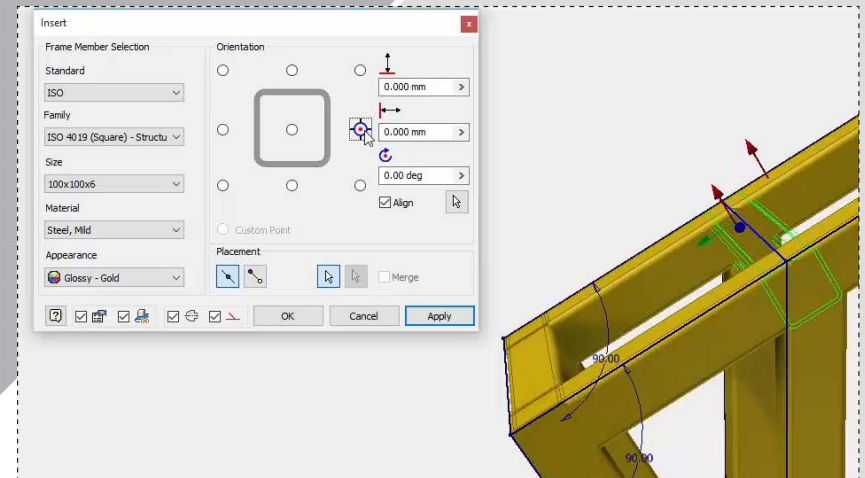 Insert
x
Frame Member Selection
Standard
ISO
Family
ISO 4019 (Square) - Structu
Size
100x100x6
Material
Steel, Mild
Appearance
Glossy - Gold
Orientation
0.000 mm
0.000 mm
0.00 deg
Align
Custom Point
Placement
Merge
?
OK
Cancel
Apply
90.00
90.00